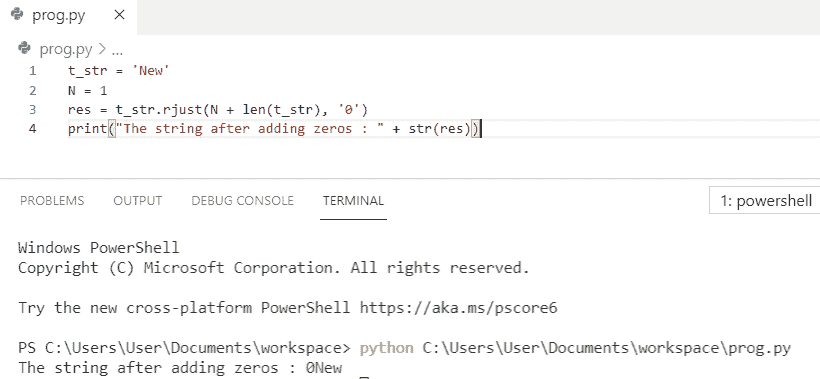 prog.py ×
prog.py > ...
1 t_str = 'New'
2 N = 1
3 res = t_str.rjust(N + len(t_str), '0')
4 print("The string after adding zeros : " + str(res))
PROBLEMS OUTPUT DEBUG CONSOLE TERMINAL 1: powershell
Windows PowerShell
Copyright (C) Microsoft Corporation. All rights reserved.
Try the new cross-platform PowerShell https://aka.ms/pscore6
PS C:\Users\User\Documents\workspace> python C:\Users\User\Documents\workspace\prog.py
The string after adding zeros : 0New